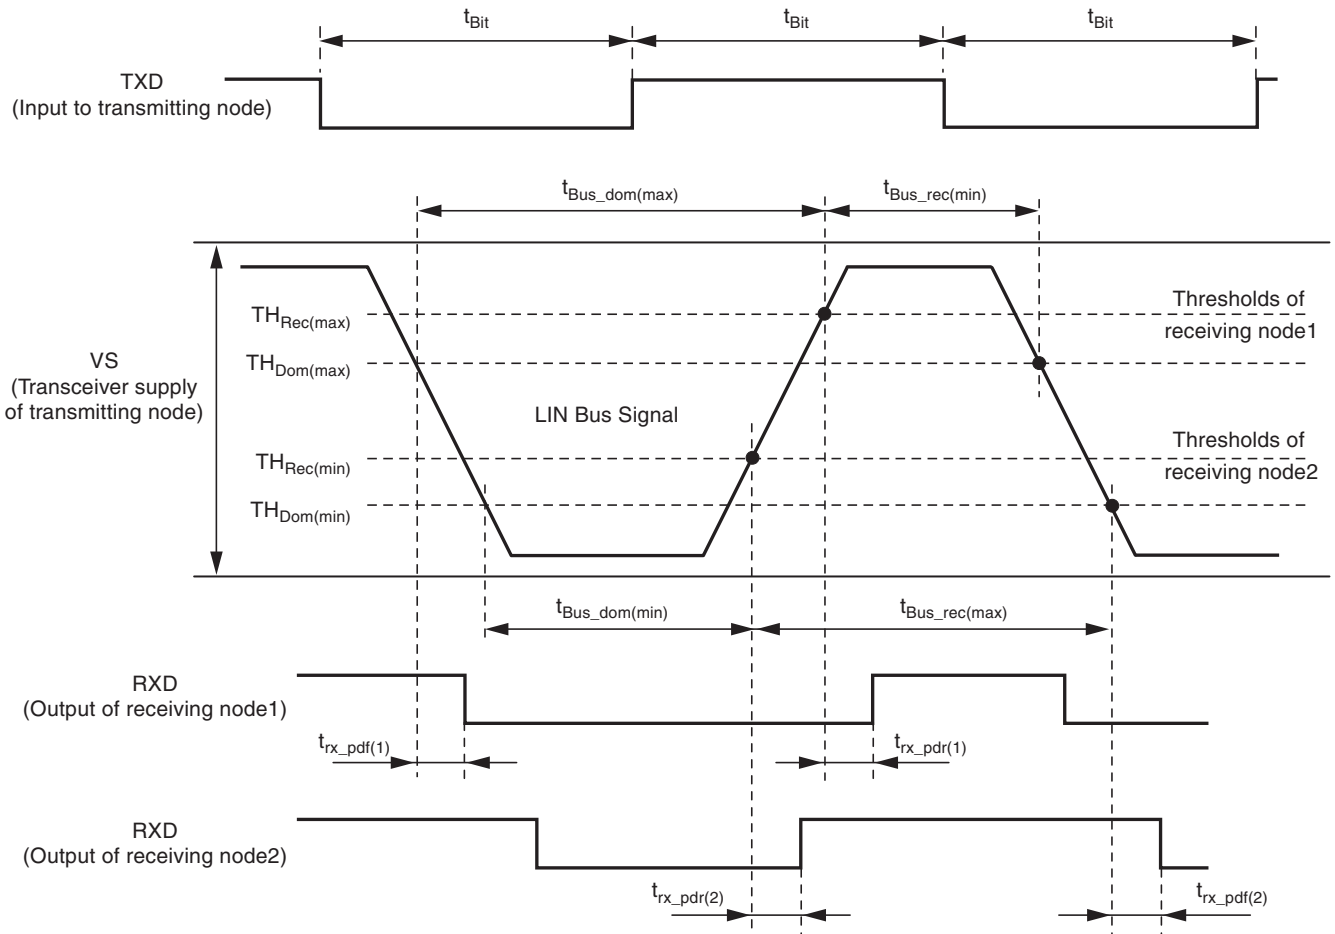 tBit
tBit
tBit
TXD
(Input to transmitting node)
tBus_dom(max)
tBus_rec(min)
THRec(max)
Thresholds of
receiving node1
VS
(Transceiver supply
of transmitting node)
THDom(max)
LIN Bus Signal
THRec(min)
Thresholds of
receiving node2
THDom(min)
tBus_dom(min)
tBus_rec(max)
RXD
(Output of receiving node1)
trx_pdf(1)
trx_pdr(1)
RXD
(Output of receiving node2)
trx_pdr(2)
trx_pdf(2)